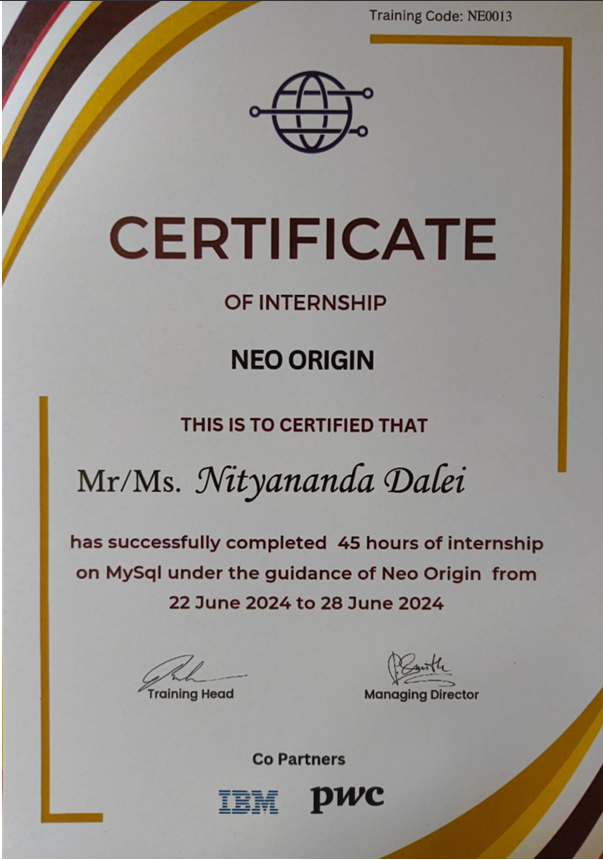 Training Code: NE0013
CERTIFICATE
OF INTERNSHIP
NEO ORIGIN
THIS IS TO CERTIFIED THAT
Mr/Ms. Nityananda Dalei
has successfully completed 45 hours of internship
on MySql under the guidance of Neo Origin from
22 June 2024 to 28 June 2024
Training Head
Managing Director
Co Partners
IBM pwc